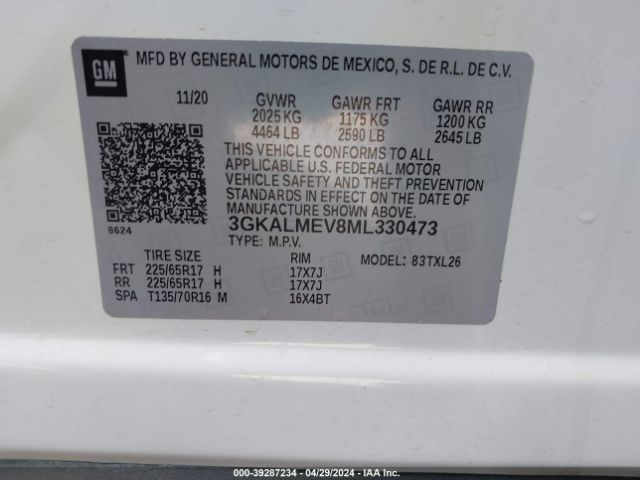 GM
MFD BY GENERAL MOTORS DE MEXICO, S. DE R.L. DE C.V.
11/20 GVWR GAWR FRT GAWR RR
2025 KG 1175 KG 1200 KG
4464 LB 2590 LB 2645 LB
THIS VEHICLE CONFORMS TO ALL
APPLICABLE U.S. FEDERAL MOTOR
VEHICLE SAFETY AND THEFT PREVENTION
STANDARDS IN EFFECT ON THE DATE OF
MANUFACTURE SHOWN ABOVE.
8624 3GKALMEV8ML330473
TYPE: M.P.V.
TIRE SIZE RIM MODEL: 83TXL26
FRT 225/65R17 H 17X7J
RR 225/65R17 H 17X7J
SPA T135/70R16 M 16X4BT
000-39287234 - 04/29/2024 - IAA Inc.